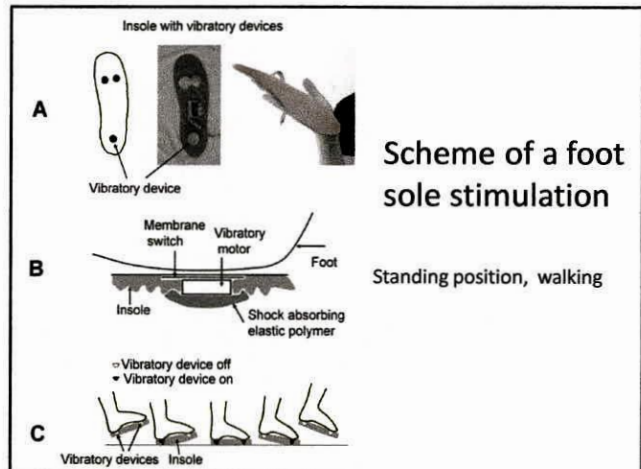 Insole with vibratory devices
A
Vibratory device
Scheme of a foot
sole stimulation
Standing position, walking
B
Membrane
switch
Vibratory
motor
Foot
Insole
Shock absorbing
elastic polymer
Vibratory device off
Vibratory device on
C
Vibratory devices
Insole